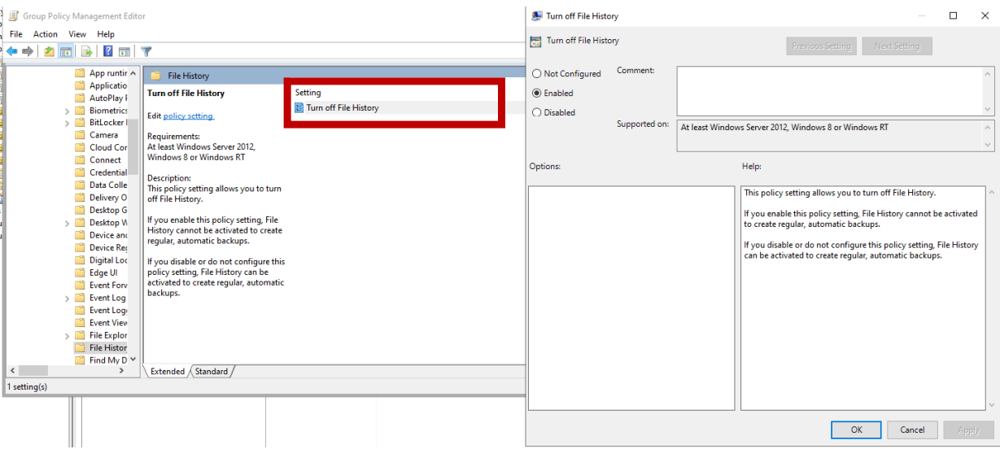 Group Policy Management Editor
File Action View Help
App runtir
Applicatio
AutoPlay
Biometrics
BitLocker
Camera
Cloud Cor
Connect
Credential
Data Colle
Delivery O
Desktop G
Desktop W
Device and
Device Reg
Digital Loc
Edge UI
Event Forv
Event Log
Event Logg
Event View
File Explor
File Histor
Find My D
File History
Turn off File History
Edit policy setting
Requirements:
At least Windows Server 2012,
Windows 8 or Windows RT
Description:
This policy setting allows you to turn
off File History.
If you enable this policy setting, File
History cannot be activated to create
regular, automatic backups.
If you disable or do not configure this
policy setting, File History can be
activated to create regular, automatic
backups.
Setting
Turn off File History
Extended Standard
1 setting(s)
Turn off File History
Turn off File History
Previous Setting Next Setting
Not Configured
Enabled
Disabled
Comment:
Supported on:
At least Windows Server 2012, Windows 8 or Windows RT
Options:
Help:
This policy setting allows you to turn off File History.
If you enable this policy setting, File History cannot be activated
to create regular, automatic backups.
If you disable or do not configure this policy setting, File History
can be activated to create regular, automatic backups.
OK Cancel Apply